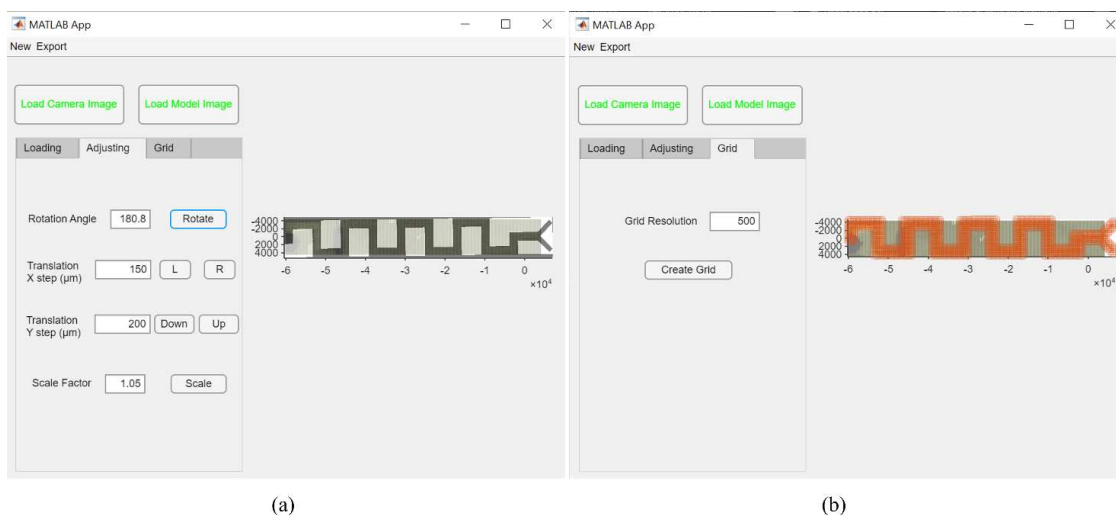 MATLAB App
New Export
Load Camera Image
Load Model Image
Loading Adjusting Grid
Rotation Angle 180.8 Rotate
Translation
X step (µm) 150 L R
Translation
Y step (µm) 200 Down Up
Scale Factor 1.05 Scale
-4000
-2000
0
2000
4000
-6 -5 -4 -3 -2 -1 0
×10⁴
(a)
MATLAB App
New Export
Load Camera Image
Load Model Image
Loading Adjusting Grid
Grid Resolution 500
Create Grid
-4000
-2000
0
2000
4000
-6 -5 -4 -3 -2 -1 0
×10⁴
(b)